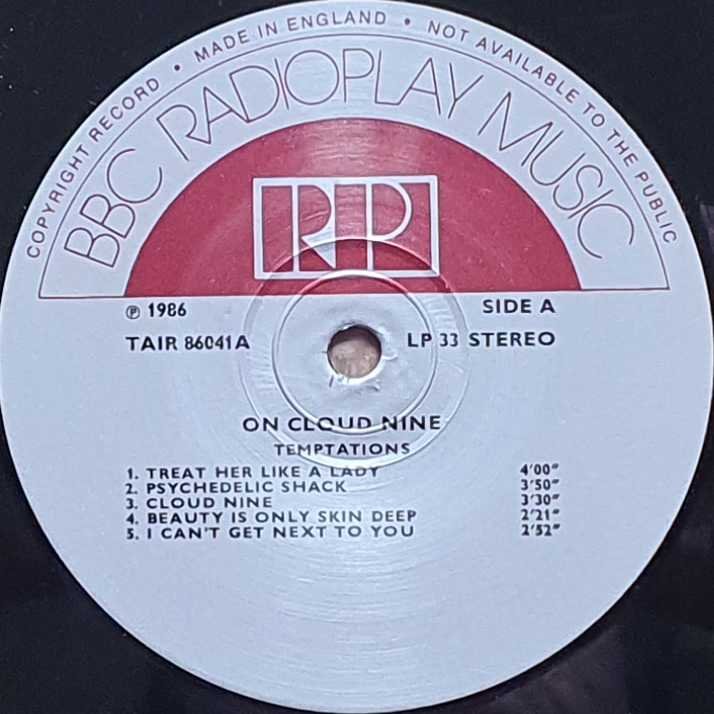 COPYRIGHT RECORD • MADE IN ENGLAND • NOT AVAILABLE TO THE PUBLIC
BBC RADIOPLAY MUSIC
RP
℗ 1986
SIDE A
TAIR 86041A
LP 33 STEREO
ON CLOUD NINE
TEMPTATIONS
1. TREAT HER LIKE A LADY 4'00"
2. PSYCHEDELIC SHACK 3'50"
3. CLOUD NINE 3'30"
4. BEAUTY IS ONLY SKIN DEEP 2'21"
5. I CAN'T GET NEXT TO YOU 2'52"